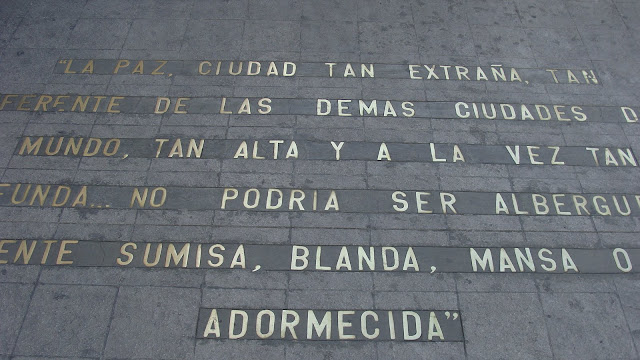 "LA PAZ, CIUDAD TAN EXTRAÑA, TAN
FERENTE DE LAS DEMAS CIUDADES D
MUNDO, TAN ALTA Y A LA VEZ TAN
FUNDA... NO PODRIA SER ALBERGUE
ENTE SUMISA, BLANDA, MANSA O
ADORMECIDA"